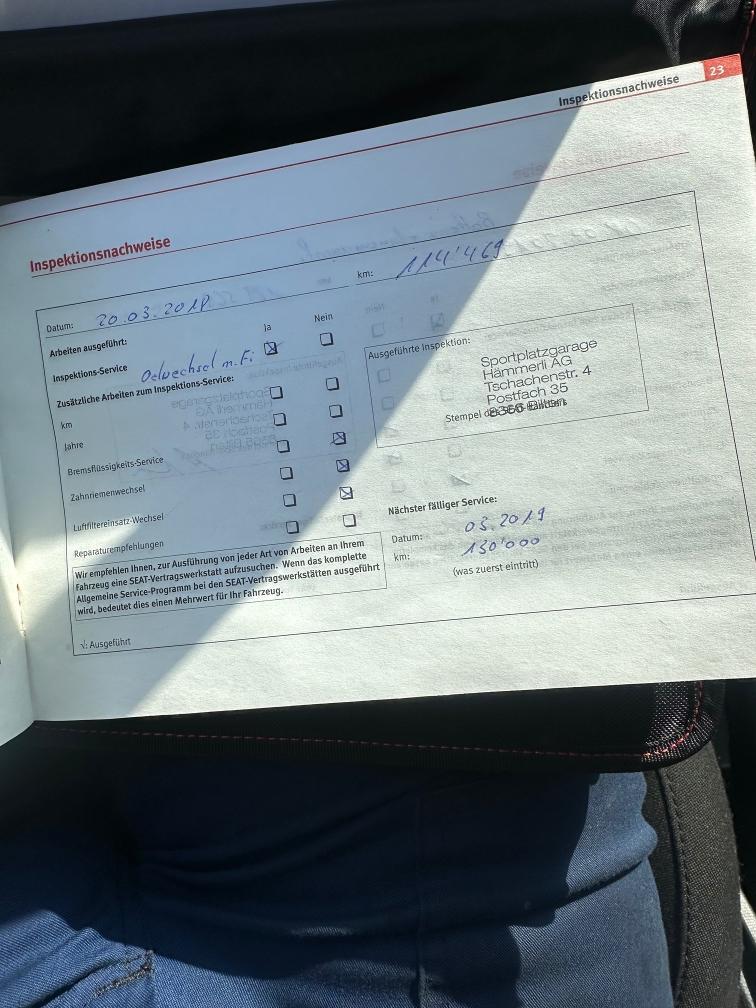 Inspektionsnachweise 23
Inspektionsnachweise
Datum: 20.03.2018
km: 114'469
Arbeiten ausgeführt:
Ja Nein
Inspektions-Service Oelwechsel m. Fi
Zusätzliche Arbeiten zum Inspektions-Service:
km
Jahre
Bremsflüssigkeits-Service
Zahnriemenwechsel
Luftfiltereinsatz-Wechsel
Reparaturempfehlungen
Wir empfehlen Ihnen, zur Ausführung von jeder Art von Arbeiten an Ihrem
Fahrzeug eine SEAT-Vertragswerkstatt aufzusuchen. Wenn das komplette
Allgemeine Service-Programm bei den SEAT-Vertragswerkstätten ausgeführt
wird, bedeutet dies einen Mehrwert für Ihr Fahrzeug.
√: Ausgeführt
Ausgeführte Inspektion:
Sportplatzgarage
Hämmerli AG
Tschachenstr. 4
Postfach 35
8865 Bilten
Stempel des
Nächster fälliger Service:
Datum: 03.2019
km: 130'000
(was zuerst eintritt)